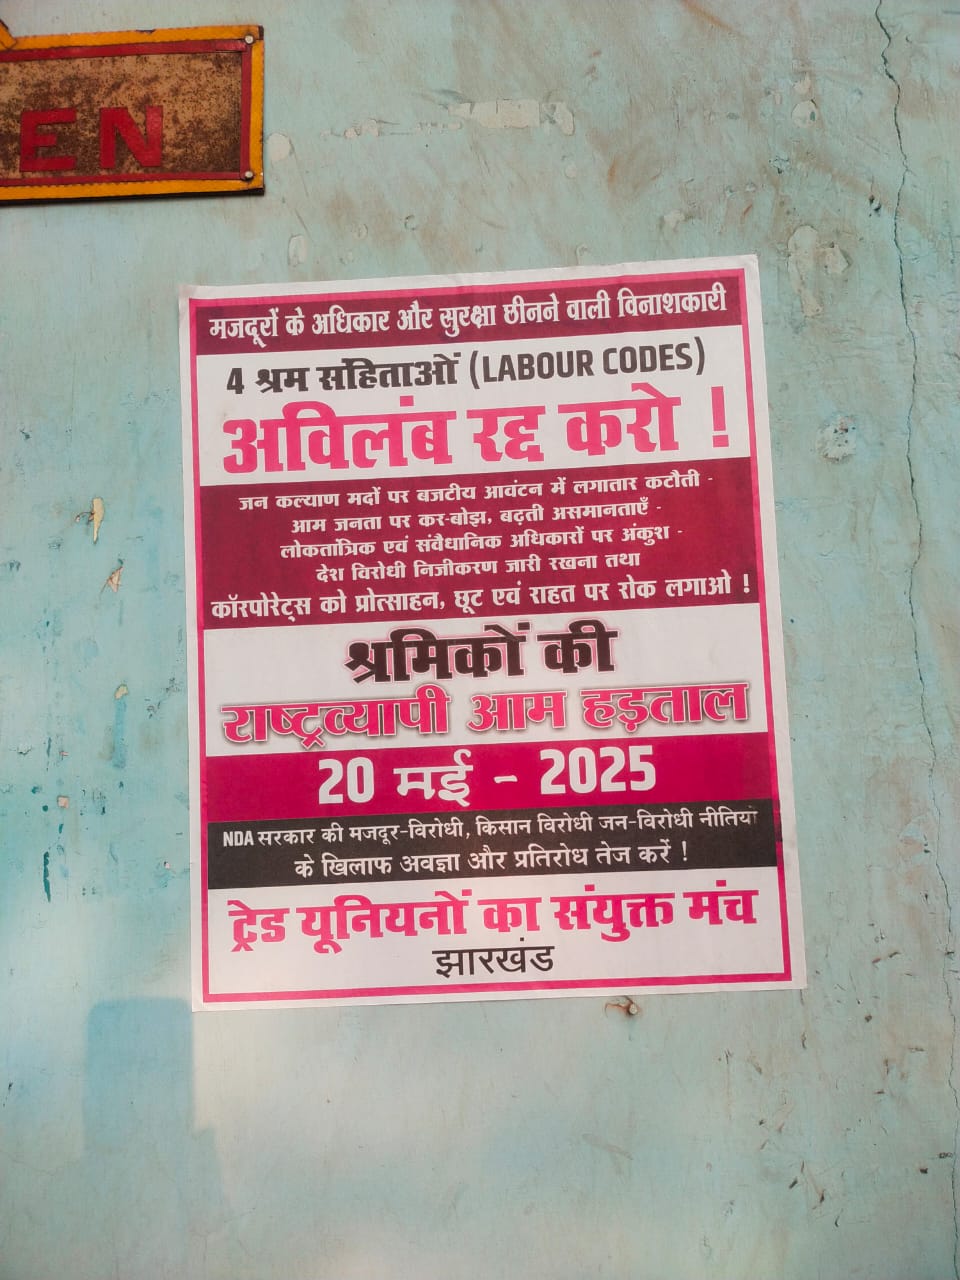 EN
मजदूरों के अधिकार और सुरक्षा छीनने वाली विनाशकारी
4 श्रम संहिताओं (LABOUR CODES)
अविलंब रद्द करो !
जन कल्याण मदों पर बजटीय आवंटन में लगातार कटौती -
आम जनता पर कर-बोझ, बढ़ती असमानताएँ -
लोकतांत्रिक एवं संवैधानिक अधिकारों पर अंकुश -
देश विरोधी निजीकरण जारी रखना तथा
कॉरपोरेट्स को प्रोत्साहन, छूट एवं राहत पर रोक लगाओ !
श्रमिकों की
राष्ट्रव्यापी आम हड़ताल
20 मई - 2025
NDA सरकार की मजदूर-विरोधी, किसान विरोधी जन-विरोधी नीतियो
के खिलाफ अवज्ञा और प्रतिरोध तेज करें !
ट्रेड यूनियनों का संयुक्त मंच
झारखंड